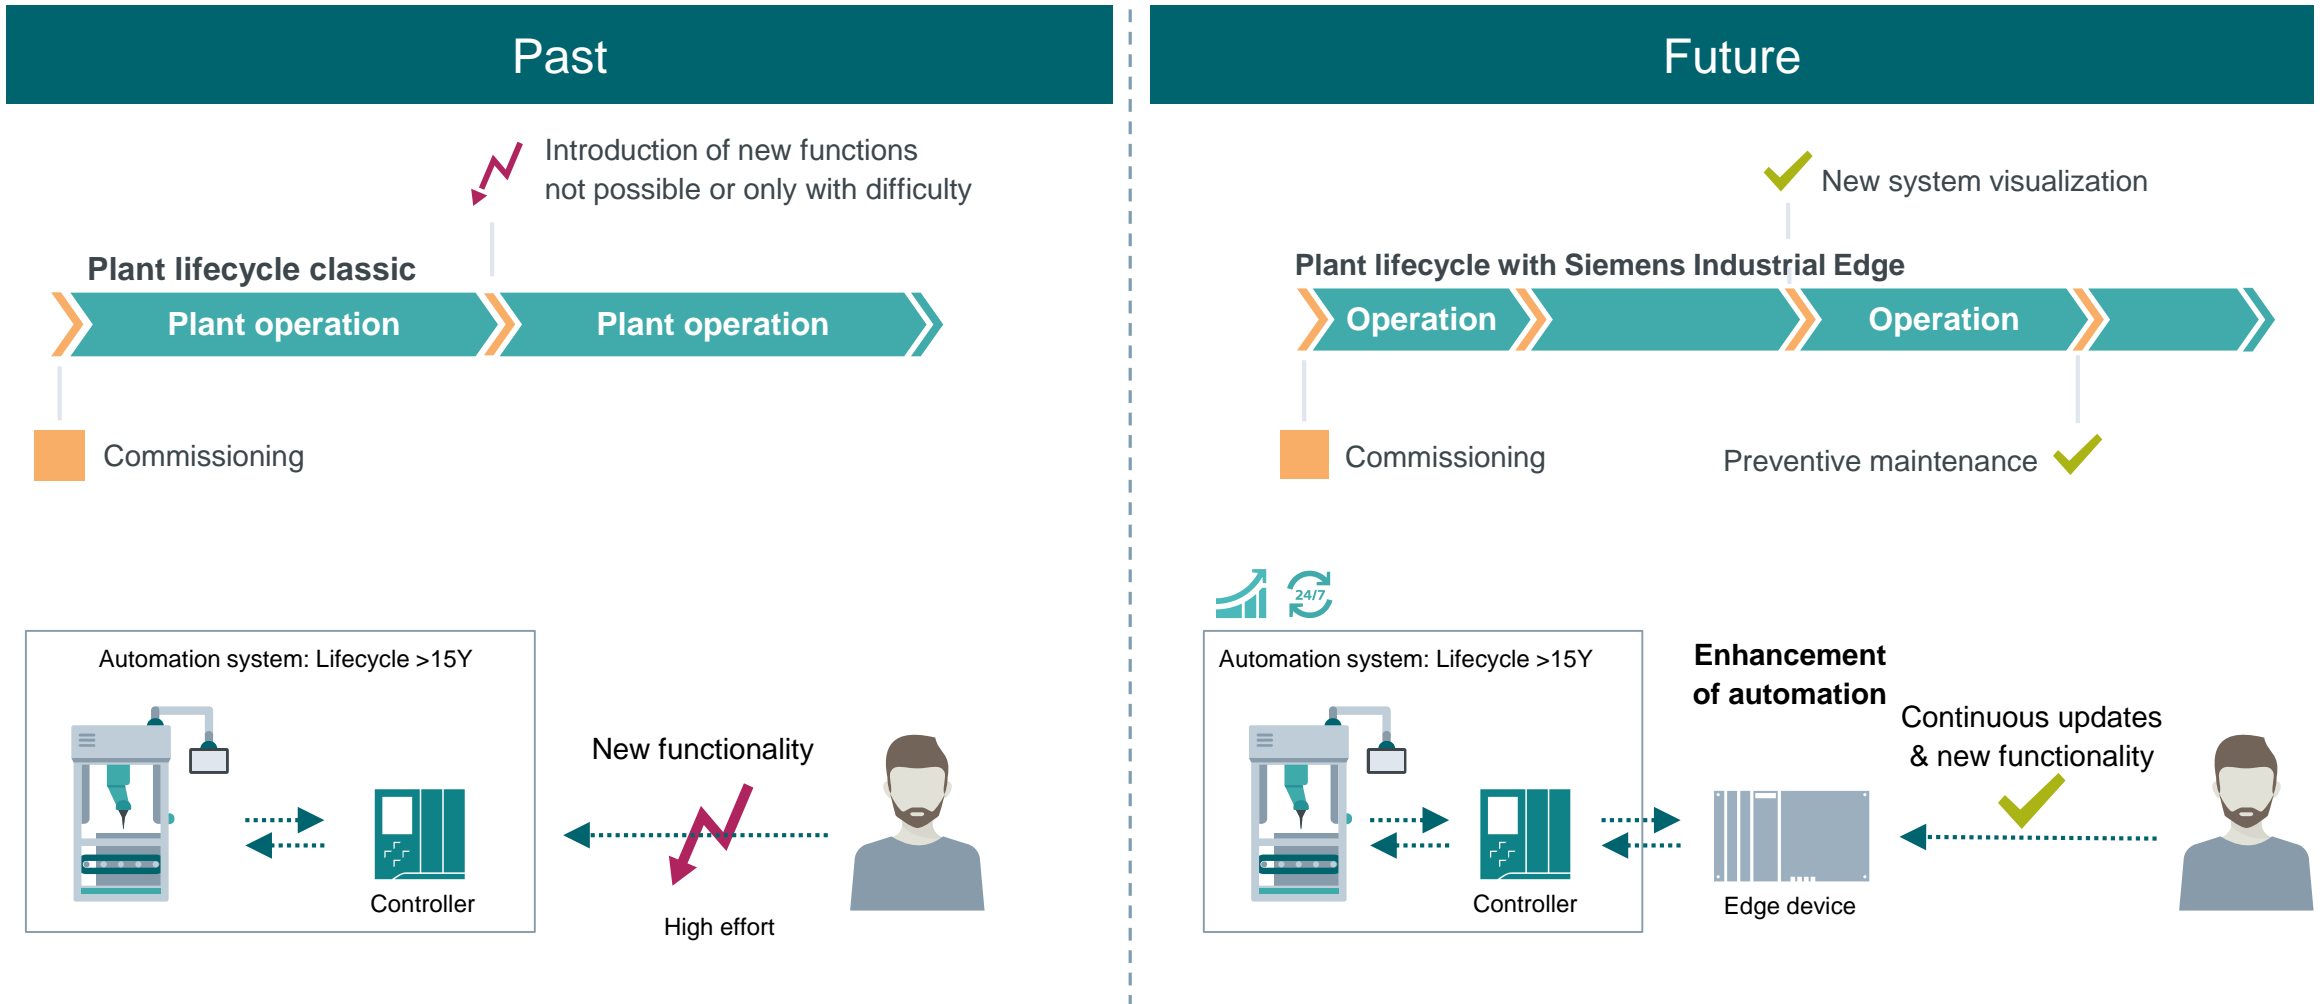 Past
Introduction of new functions
not possible or only with difficulty
Plant lifecycle classic
Plant operation
Plant operation
Commissioning
Automation system: Lifecycle >15Y
New functionality
Controller
High effort
Future
New system visualization
Plant lifecycle with Siemens Industrial Edge
Operation
Operation
Commissioning
Preventive maintenance
24/7
Automation system: Lifecycle >15Y
Enhancement
of automation
Continuous updates
& new functionality
Controller
Edge device